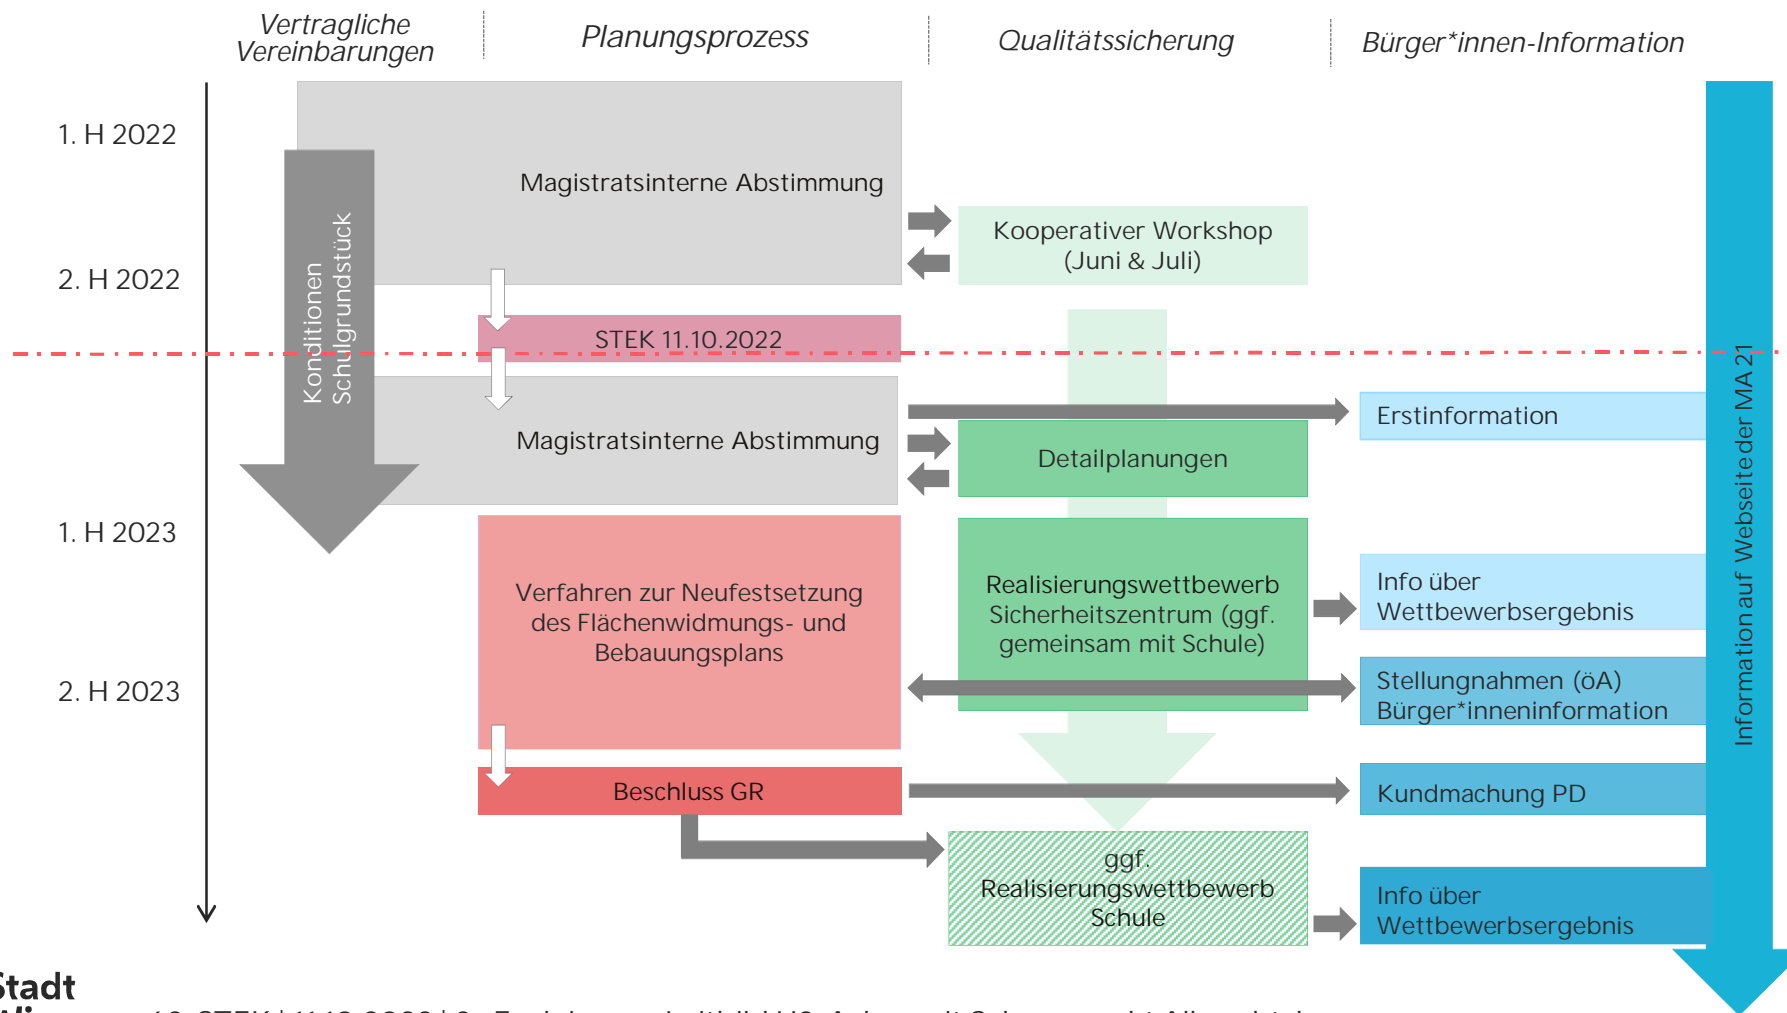 Vertragliche
Vereinbarungen
Planungsprozess
Qualitätssicherung
Bürger*innen-Information
1. H 2022
2. H 2022
1. H 2023
2. H 2023
Konditionen
Schulgrundstück
Magistratsinterne Abstimmung
Kooperativer Workshop
(Juni & Juli)
STEK 11.10.2022
Magistratsinterne Abstimmung
Detailplanungen
Erstinformation
Verfahren zur Neufestsetzung
des Flächenwidmungs- und
Bebauungsplans
Realisierungswettbewerb
Sicherheitszentrum (ggf.
gemeinsam mit Schule)
Info über
Wettbewerbsergebnis
Stellungnahmen (öA)
Bürger*inneninformation
Beschluss GR
Kundmachung PD
ggf.
Realisierungswettbewerb
Schule
Info über
Wettbewerbsergebnis
Information auf Webseite der MA 21
Stadt